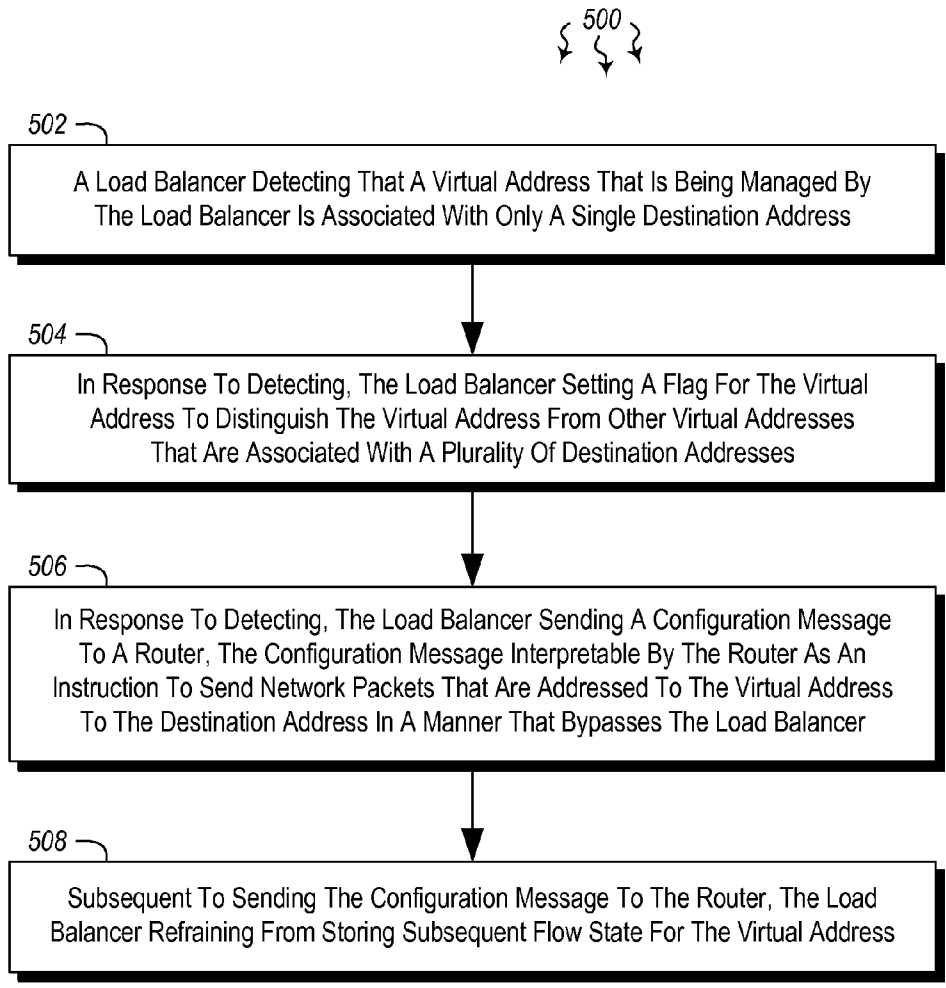 500
502
A Load Balancer Detecting That A Virtual Address That Is Being Managed By
The Load Balancer Is Associated With Only A Single Destination Address
504
In Response To Detecting, The Load Balancer Setting A Flag For The Virtual
Address To Distinguish The Virtual Address From Other Virtual Addresses
That Are Associated With A Plurality Of Destination Addresses
506
In Response To Detecting, The Load Balancer Sending A Configuration Message
To A Router, The Configuration Message Interpretable By The Router As An
Instruction To Send Network Packets That Are Addressed To The Virtual Address
To The Destination Address In A Manner That Bypasses The Load Balancer
508
Subsequent To Sending The Configuration Message To The Router, The Load
Balancer Refraining From Storing Subsequent Flow State For The Virtual Address